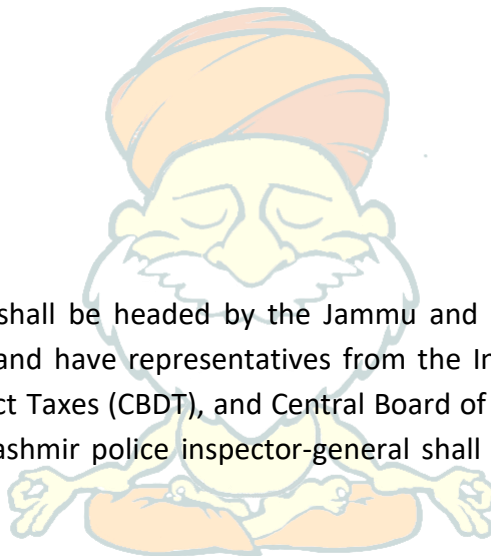 shall be headed by the Jammu and
and have representatives from the In
ct Taxes (CBDT), and Central Board of
ashmir police inspector-general shall